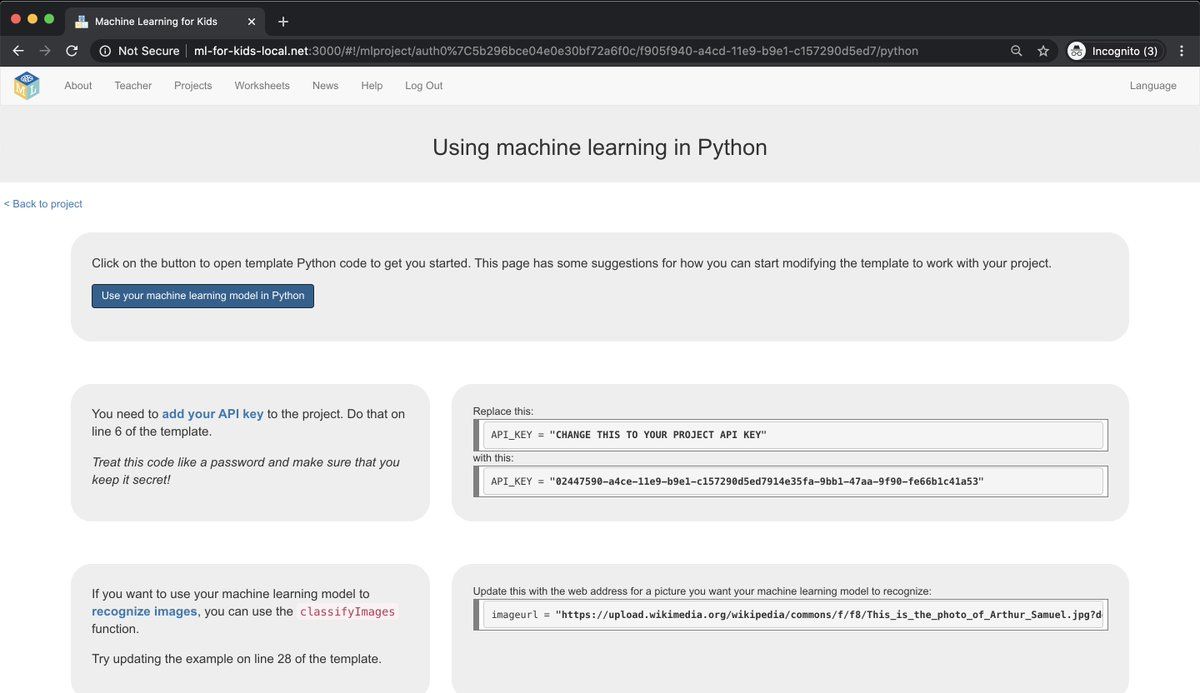 Machine Learning for Kids
Not Secure | ml-for-kids-local.net:3000/#!/mlproject/auth0%7C5b296bce04e0e30bf72a6f0c/f905f940-a4cd-11e9-b9e1-c157290d5ed7/python
Incognito (3)
M L
About Teacher Projects Worksheets News Help Log Out Language
Using machine learning in Python
< Back to project
Click on the button to open template Python code to get you started. This page has some suggestions for how you can start modifying the template to work with your project.
Use your machine learning model in Python
You need to add your API key to the project. Do that on
line 6 of the template.
Treat this code like a password and make sure that you
keep it secret!
Replace this:
API_KEY = "CHANGE THIS TO YOUR PROJECT API KEY"
with this:
API_KEY = "02447590-a4ce-11e9-b9e1-c157290d5ed7914e35fa-9bb1-47aa-9f90-fe66b1c41a53"
If you want to use your machine learning model to
recognize images, you can use the classifyImages
function.
Try updating the example on line 28 of the template.
Update this with the web address for a picture you want your machine learning model to recognize:
imageurl = "https://upload.wikimedia.org/wikipedia/commons/f/f8/This_is_the_photo_of_Arthur_Samuel.jpg?d